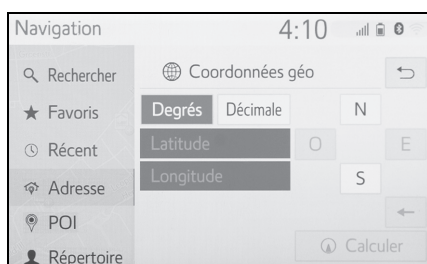 Navigation 4:10
Rechercher
Coordonnées géo
Favoris
Degrés Décimale N
Récent
Latitude O E
Adresse
Longitude S
POI
Calculer
Répertoire